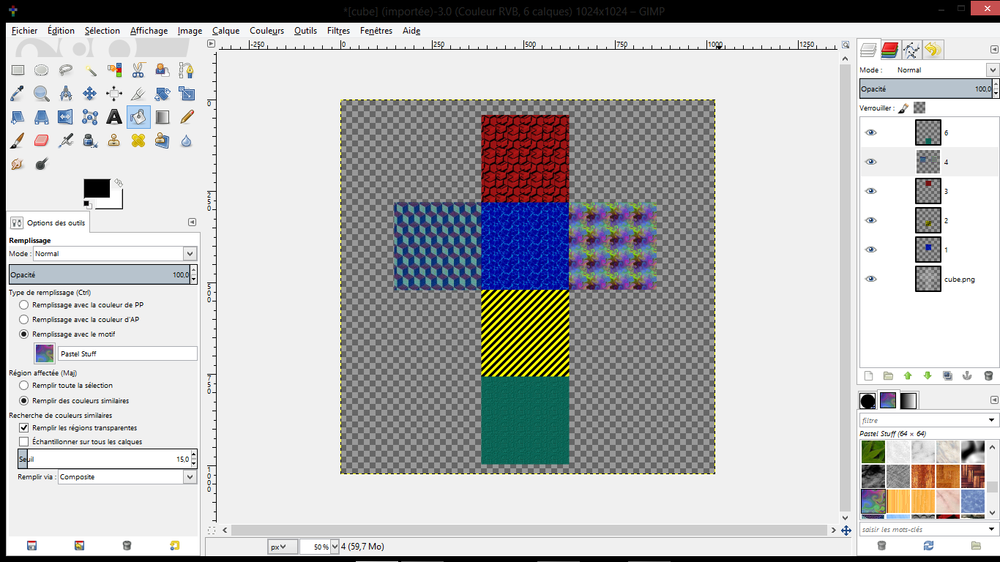 *[cube] (importée)-3.0 (Couleur RVB, 6 calques) 1024x1024 – GIMP
Fichier Édition Sélection Affichage Image Calque Couleurs Outils Filtres Fenêtres Aide
-250 0 250 500 750 1000 1250
0
250
500
750
1000
Options des outils
Remplissage
Mode : Normal
Opacité 100,0
Type de remplissage (Ctrl)
Remplissage avec la couleur de PP
Remplissage avec la couleur d'AP
Remplissage avec le motif
Pastel Stuff
Région affectée (Maj)
Remplir toute la sélection
Remplir des couleurs similaires
Recherche de couleurs similaires
Remplir les régions transparentes
Échantillonner sur tous les calques
Seuil 15,0
Remplir via : Composite
px 50 % 4 (59,7 Mo)
Mode : Normal
Opacité 100,0
Verrouiller :
6
4
3
2
1
cube.png
filtre
Pastel Stuff (64 × 64)
saisir les mots-clés